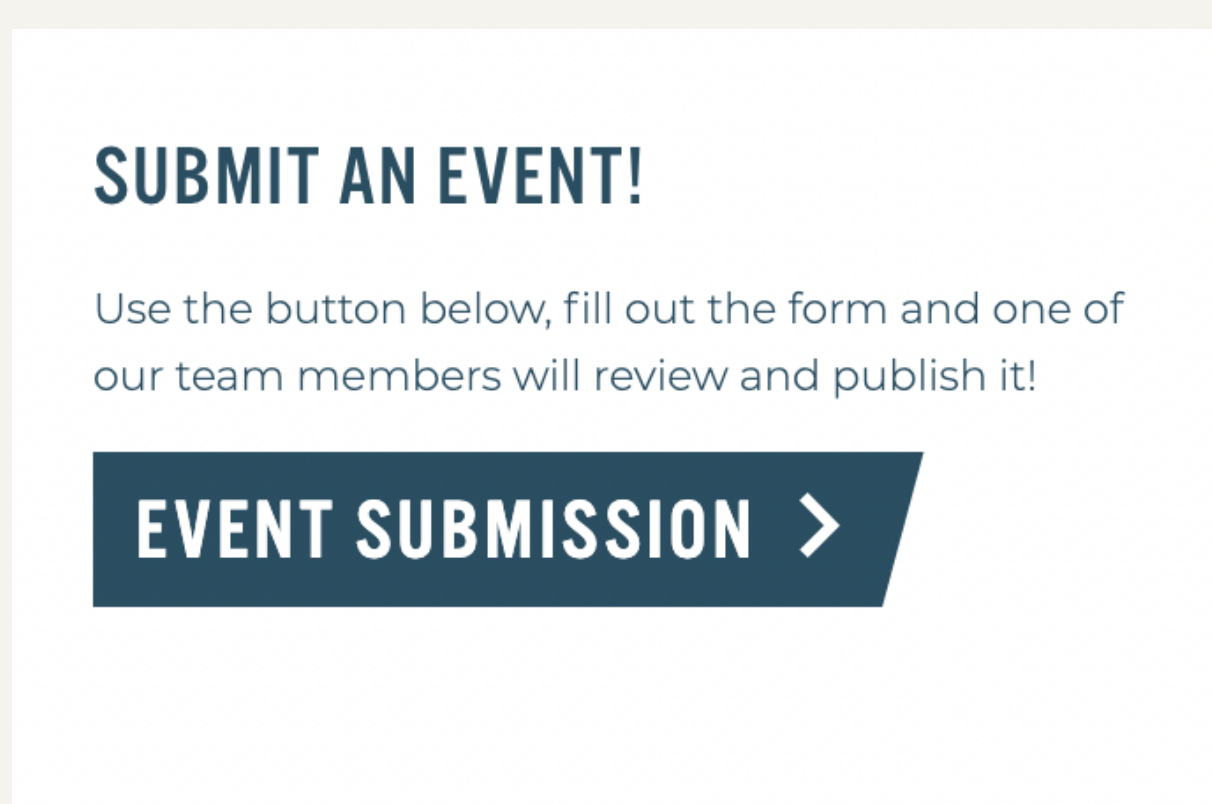 SUBMIT AN EVENT!
Use the button below, fill out the form and one of
our team members will review and publish it!
EVENT SUBMISSION